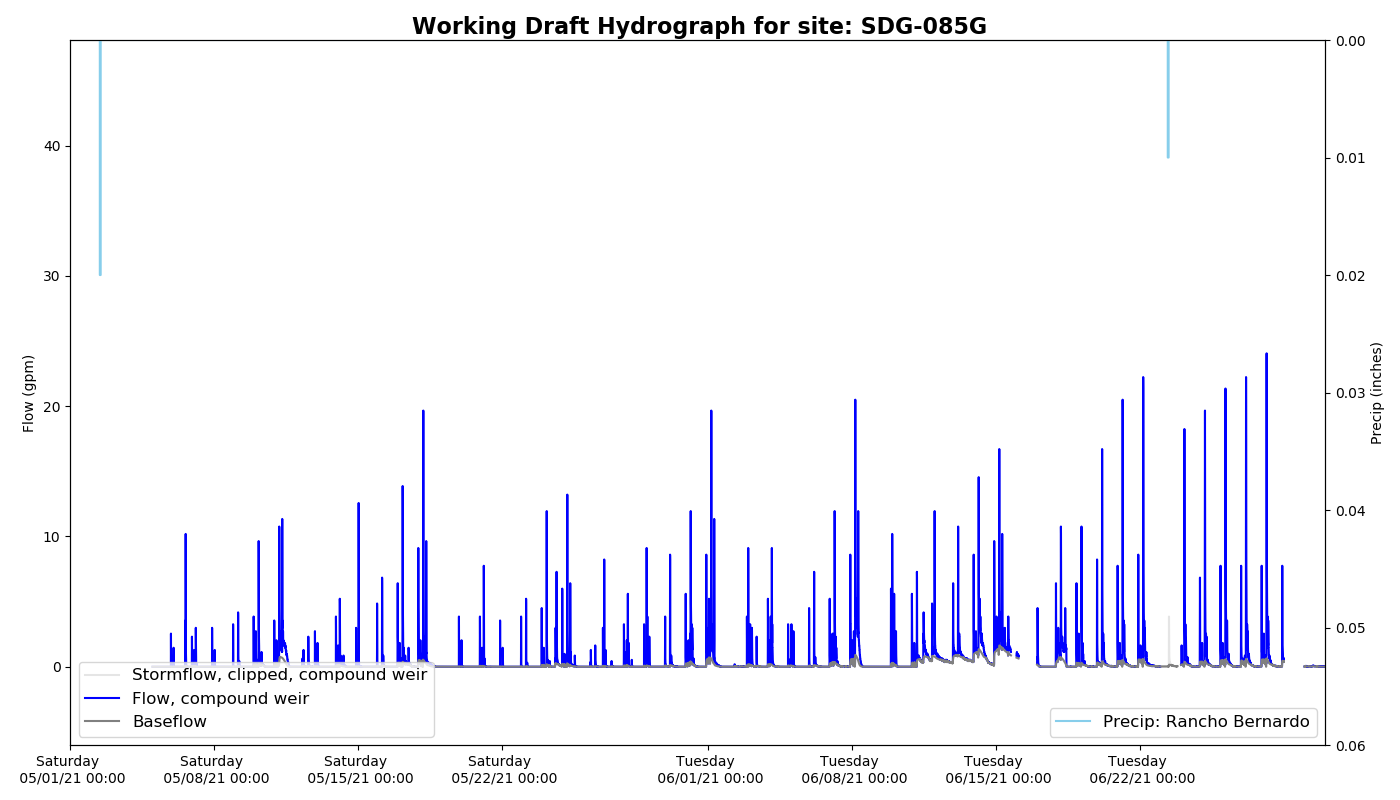 Working Draft Hydrograph for site: SDG-085G
40
30
20
10
0
Flow (gpm)
0.00
0.01
0.02
0.03
0.04
0.05
0.06
Precip (inches)
Stormflow, clipped, compound weir
Flow, compound weir
Baseflow
Precip: Rancho Bernardo
Saturday
05/01/21 00:00
Saturday
05/08/21 00:00
Saturday
05/15/21 00:00
Saturday
05/22/21 00:00
Tuesday
06/01/21 00:00
Tuesday
06/08/21 00:00
Tuesday
06/15/21 00:00
Tuesday
06/22/21 00:00